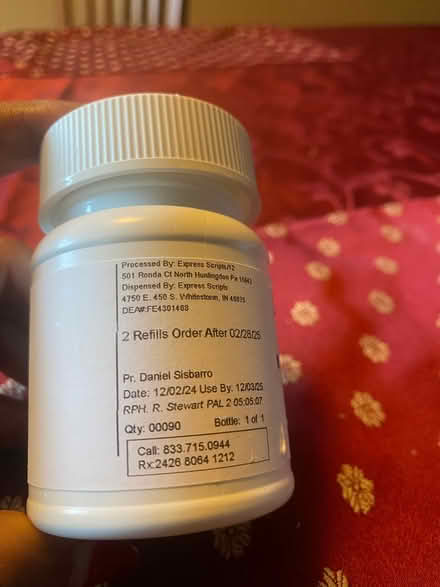 Processed By: Express Scripts/12
501 Ronda Ct North Huntingdon Pa 15642
Dispensed By: Express Scripts
4750 E. 450 S. Whitestown, IN 46075
DEA#:FE4301468
2 Refills Order After 02/28/25
Pr. Daniel Sisbarro
Date: 12/02/24 Use By: 12/03/25
RPH. R. Stewart PAL 2 05:05:07
Qty: 00090 Bottle: 1 of 1
Call: 833.715.0944
Rx:2426 8064 1212